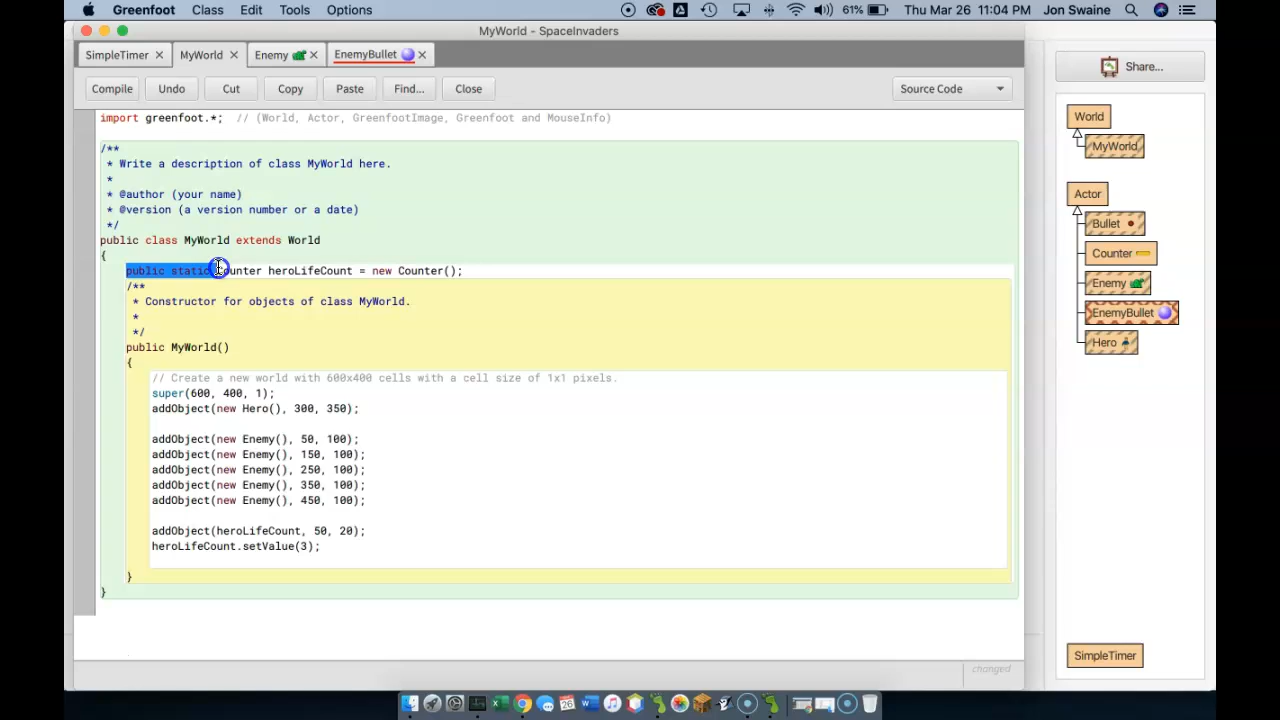 Greenfoot Class Edit Tools Options 61% Thu Mar 26 11:04 PM Jon Swaine
MyWorld - SpaceInvaders
SimpleTimer MyWorld Enemy EnemyBullet
Compile Undo Cut Copy Paste Find... Close Source Code
Share...
import greenfoot.*;  // (World, Actor, GreenfootImage, Greenfoot and MouseInfo)
/**
 * Write a description of class MyWorld here.
 *
 * @author (your name)
 * @version (a version number or a date)
 */
public class MyWorld extends World
{
public static Counter heroLifeCount = new Counter();
/**
 * Constructor for objects of class MyWorld.
 *
 */
public MyWorld()
{
// Create a new world with 600x400 cells with a cell size of 1x1 pixels.
super(600, 400, 1);
addObject(new Hero(), 300, 350);
addObject(new Enemy(), 50, 100);
addObject(new Enemy(), 150, 100);
addObject(new Enemy(), 250, 100);
addObject(new Enemy(), 350, 100);
addObject(new Enemy(), 450, 100);
addObject(heroLifeCount, 50, 20);
heroLifeCount.setValue(3);
}
}
changed
World
MyWorld
Actor
Bullet
Counter
Enemy
EnemyBullet
Hero
SimpleTimer
26